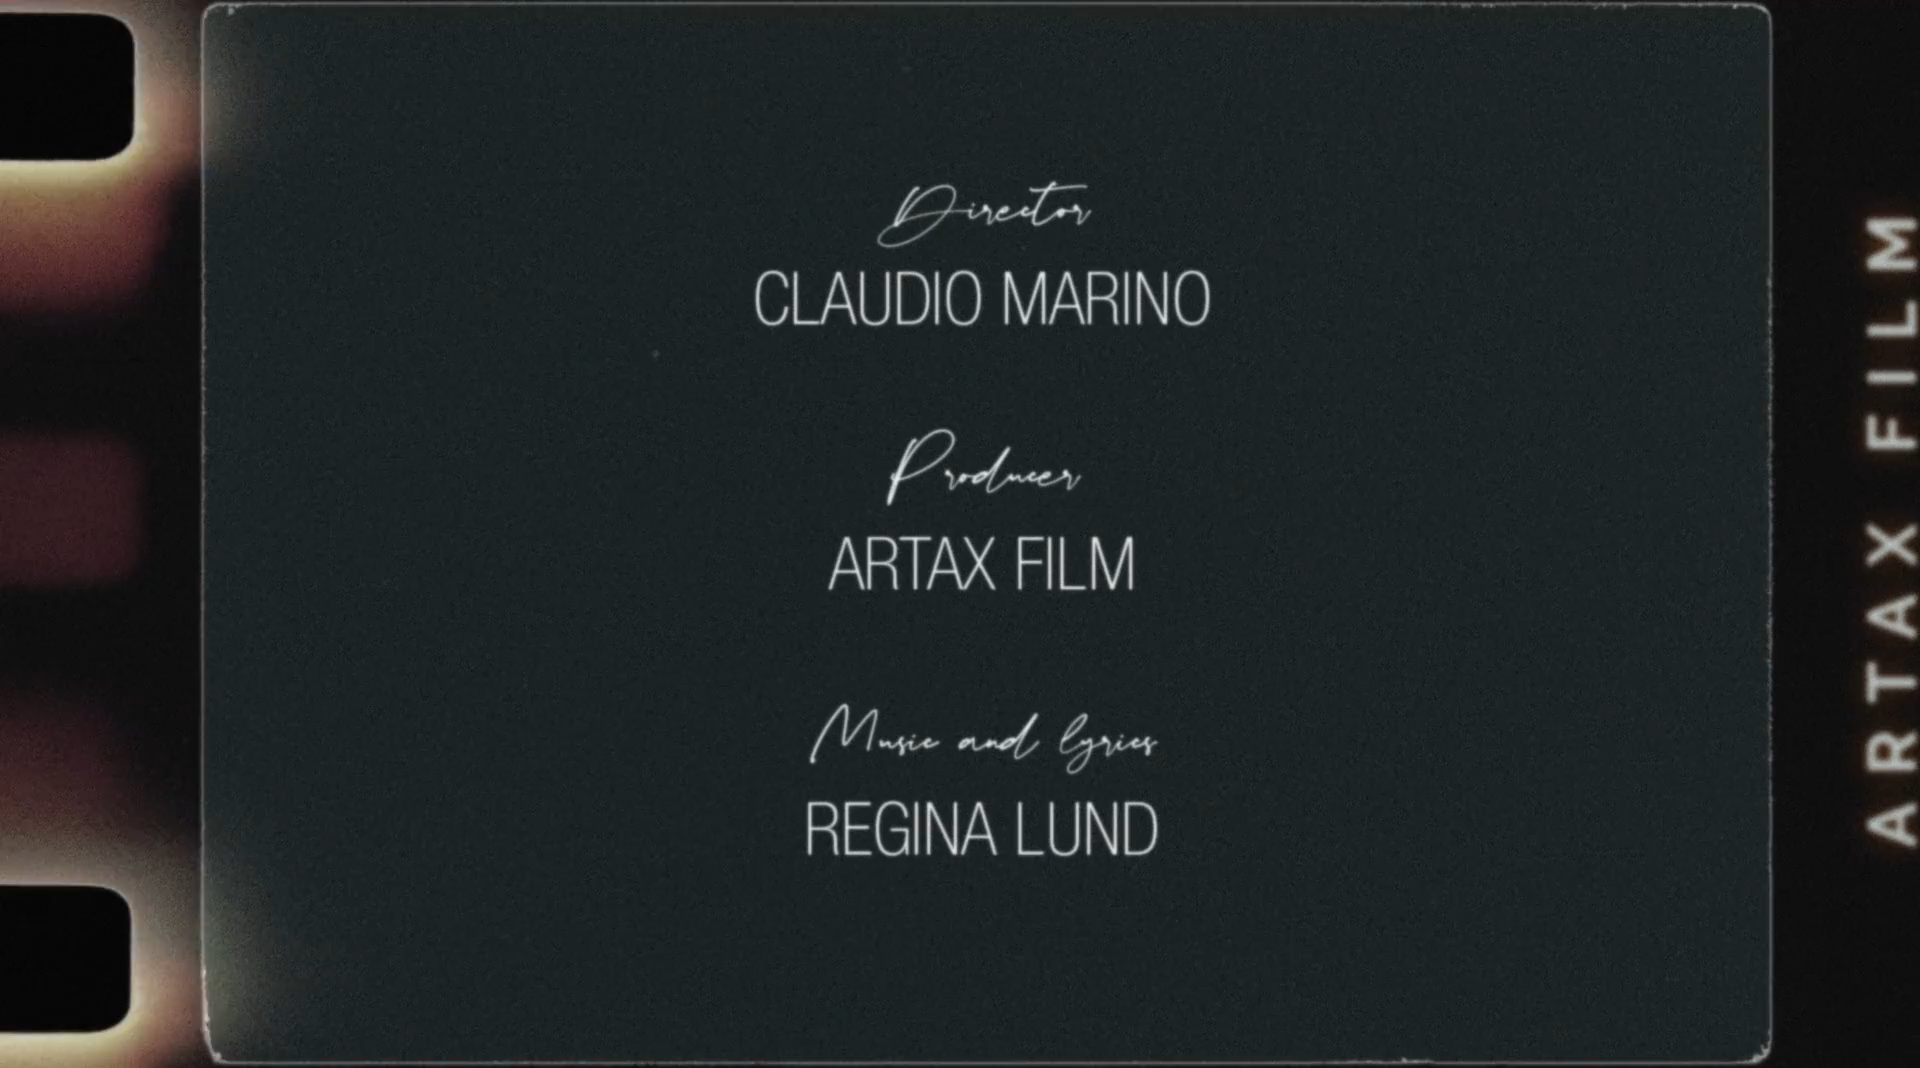 Director
CLAUDIO MARINO
Producer
ARTAX FILM
Music and lyrics
REGINA LUND
ARTAX FILM